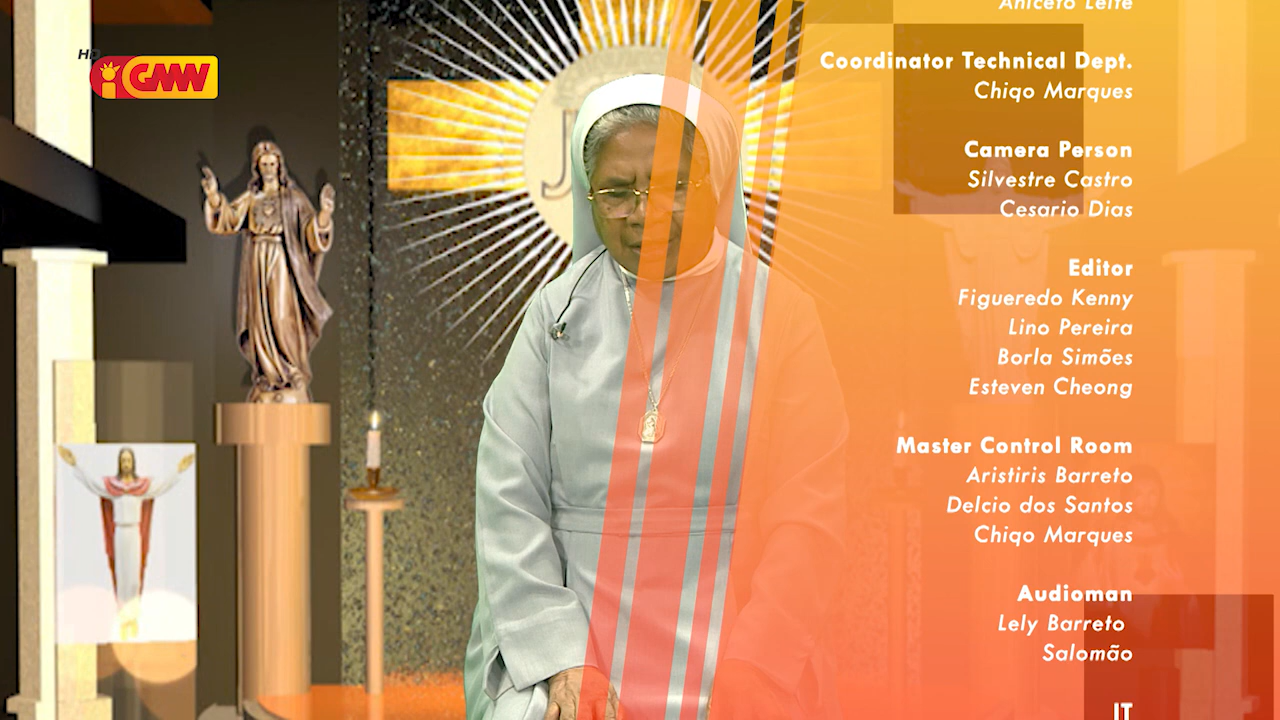 HD
GMN
Aniceto Leite
Coordinator Technical Dept.
Chiqo Marques
Camera Person
Silvestre Castro
Cesario Dias
Editor
Figueredo Kenny
Lino Pereira
Borla Simões
Esteven Cheong
Master Control Room
Aristiris Barreto
Delcio dos Santos
Chiqo Marques
Audioman
Lely Barreto
Salomão
IT